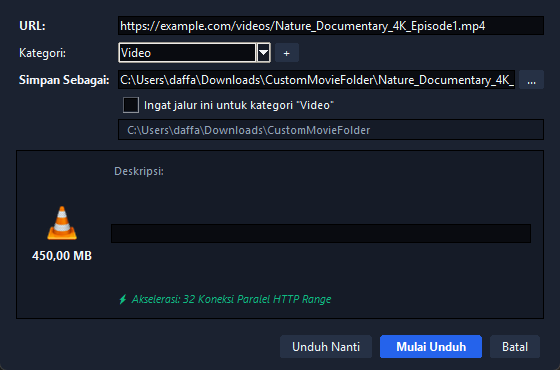 URL: https://example.com/videos/Nature_Documentary_4K_Episode1.mp4
Kategori: Video +
Simpan Sebagai: C:\Users\daffa\Downloads\CustomMovieFolder\Nature_Documentary_4K_ ...
Ingat jalur ini untuk kategori "Video"
C:\Users\daffa\Downloads\CustomMovieFolder
Deskripsi:
450,00 MB
Akselerasi: 32 Koneksi Paralel HTTP Range
Unduh Nanti Mulai Unduh Batal